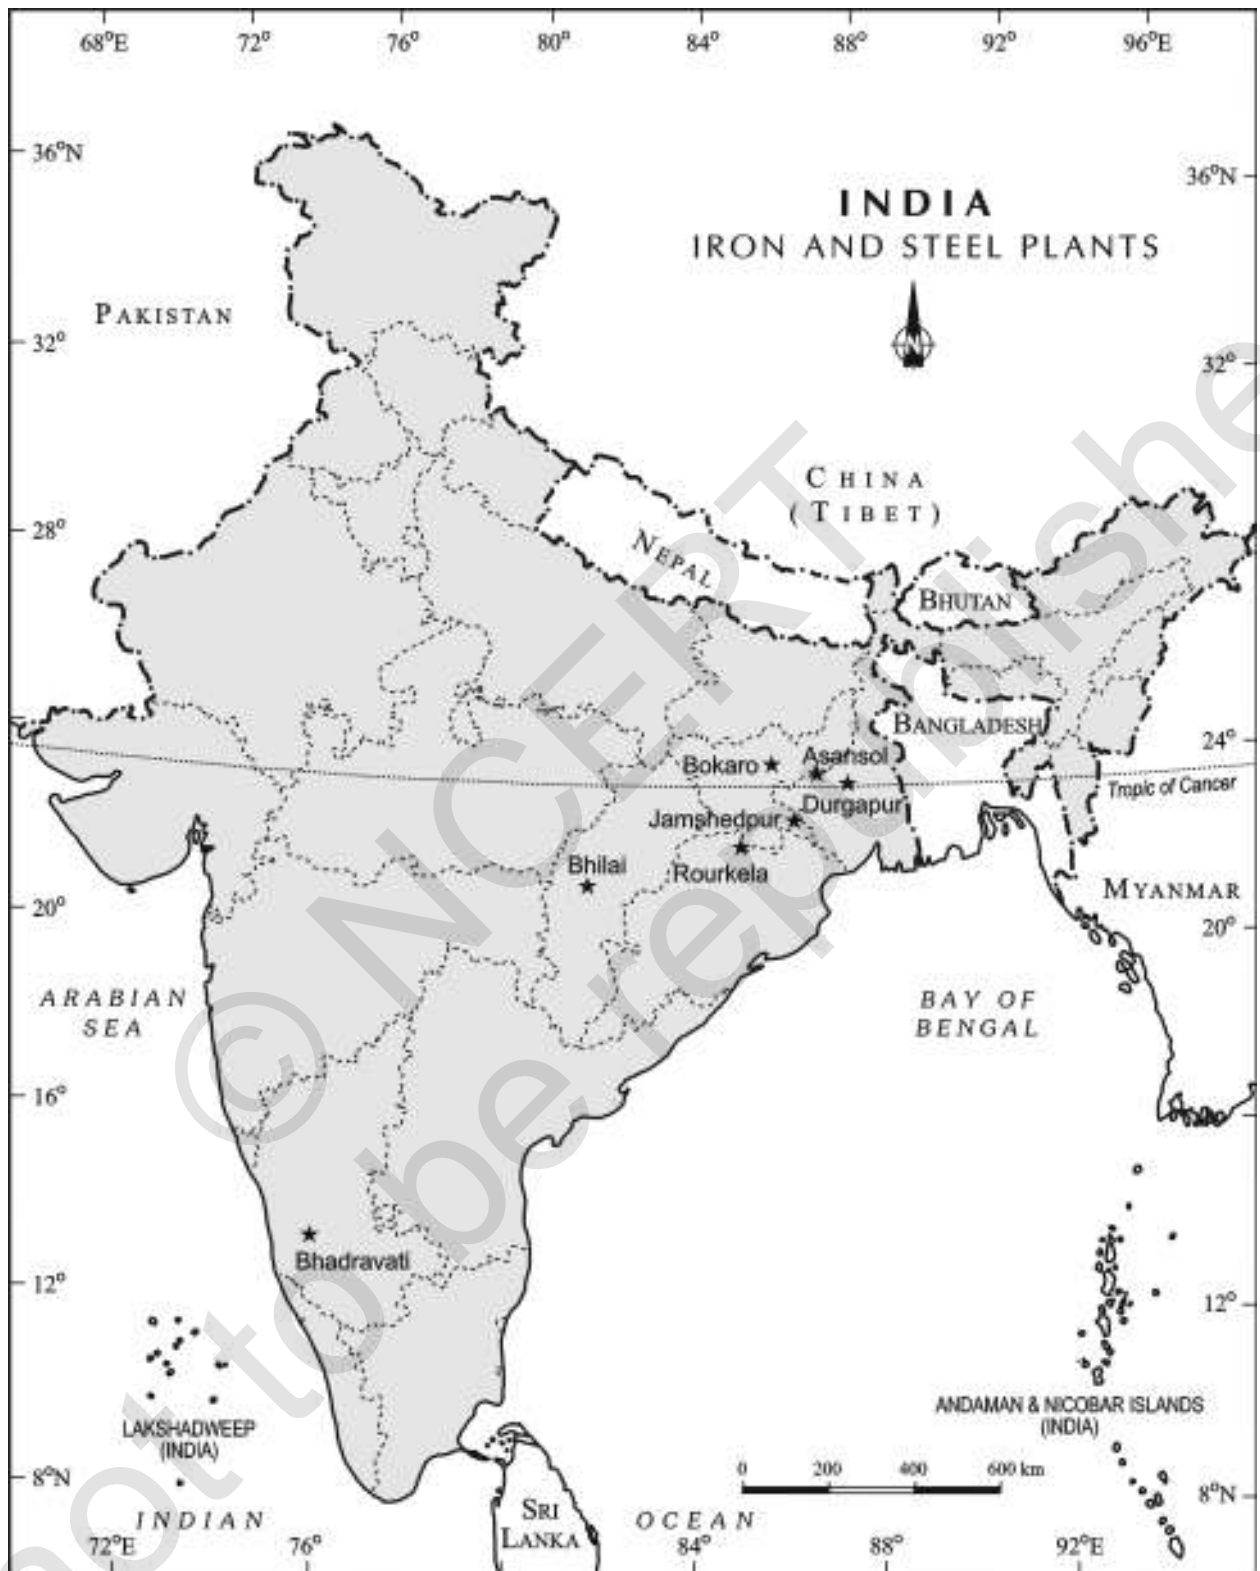 68°E 72° 76° 80° 84° 88° 92° 96°E
36°N
36°N
INDIA
IRON AND STEEL PLANTS
N
PAKISTAN
32°
32°
CHINA
(TIBET)
28°
NEPAL
BHUTAN
BANGLADESH
24°
Bokaro
Asansol
Tropic of Cancer
Durgapur
Jamshedpur
Bhilai
Rourkela
MYANMAR
20°
20°
ARABIAN
SEA
BAY OF
BENGAL
16°
Bhadravati
12°
12°
LAKSHADWEEP
(INDIA)
ANDAMAN & NICOBAR ISLANDS
(INDIA)
0 200 400 600 km
8°N
8°N
INDIAN
OCEAN
SRI
LANKA
72°E 76° 84° 88° 92°E
© NCERT
not to be republishe